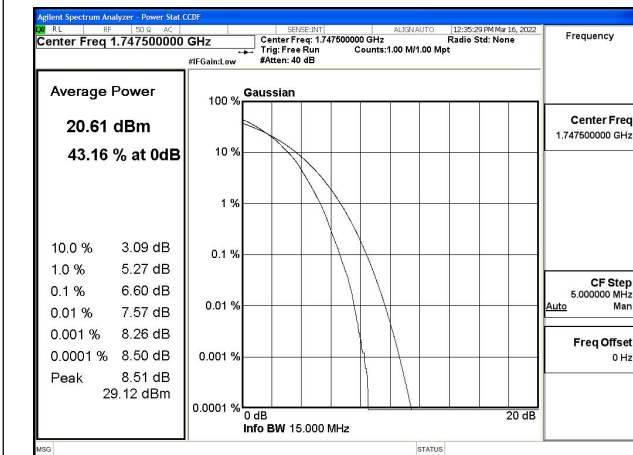 Agilent Spectrum Analyzer - Power Stat CCDF
RL RF 50 Ω AC SENSE:INT ALIGN AUTO 12:35:29 PM Mar 16, 2022
Center Freq 1.747500000 GHz
Center Freq: 1.747500000 GHz Radio Std: None
Trig: Free Run Counts:1.00 M/1.00 Mpt
#IFGain:Low #Atten: 40 dB
Frequency
Average Power
20.61 dBm
43.16 % at 0dB
10.0 % 3.09 dB
1.0 % 5.27 dB
0.1 % 6.60 dB
0.01 % 7.57 dB
0.001 % 8.26 dB
0.0001 % 8.50 dB
Peak 8.51 dB
29.12 dBm
Gaussian
100 %
10 %
1 %
0.1 %
0.01 %
0.001 %
0.0001 %
0 dB 20 dB
Info BW 15.000 MHz
Center Freq
1.747500000 GHz
CF Step
5.000000 MHz
Auto Man
Freq Offset
0 Hz
MSG STATUS